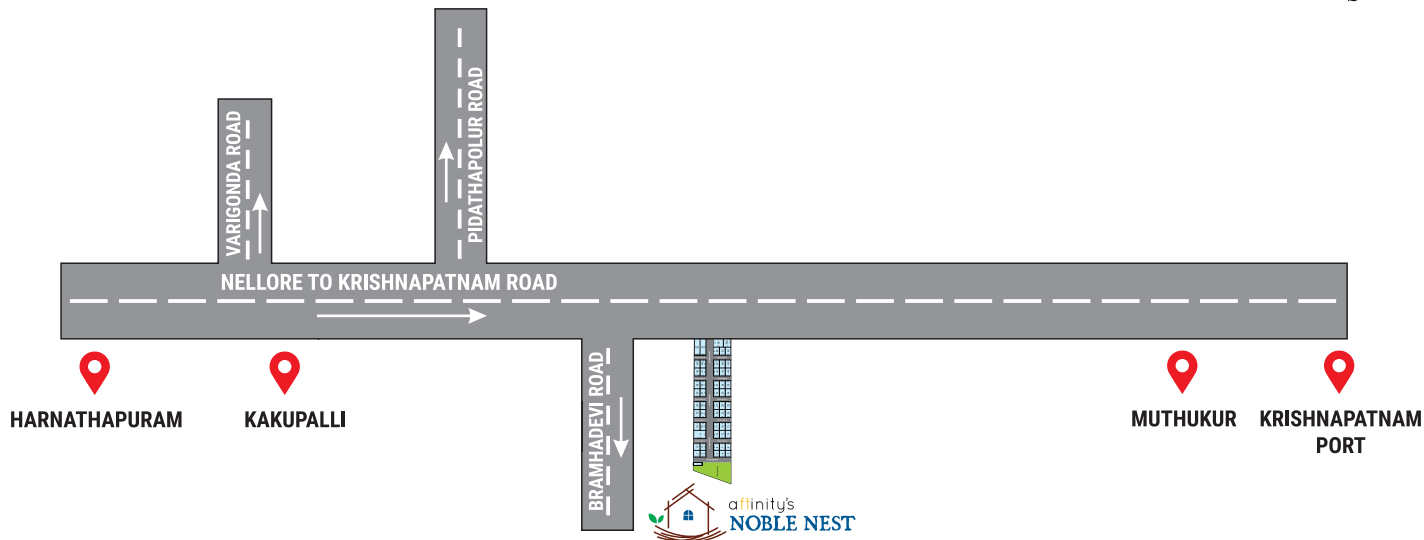 VARIGONDA ROAD
PIDATHAPOLUR ROAD
NELLORE TO KRISHNAPATNAM ROAD
BRAMHADEVI ROAD
HARNATHAPURAM
KAKUPALLI
MUTHUKUR
KRISHNAPATNAM
PORT
affinity's
NOBLE NEST